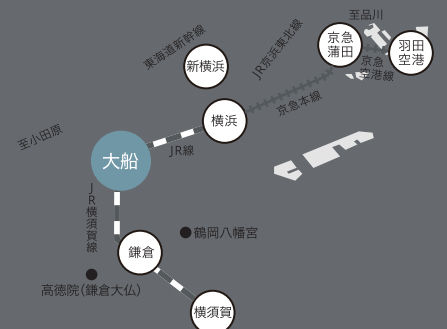 至品川
京急
蒲田
羽田
空港
京急
空港線
JR京浜東北線
東海道新幹線
新横浜
京急本線
横浜
至小田原
JR線
大船
JR横須賀線
鶴岡八幡宮
鎌倉
高徳院(鎌倉大仏)
横須賀